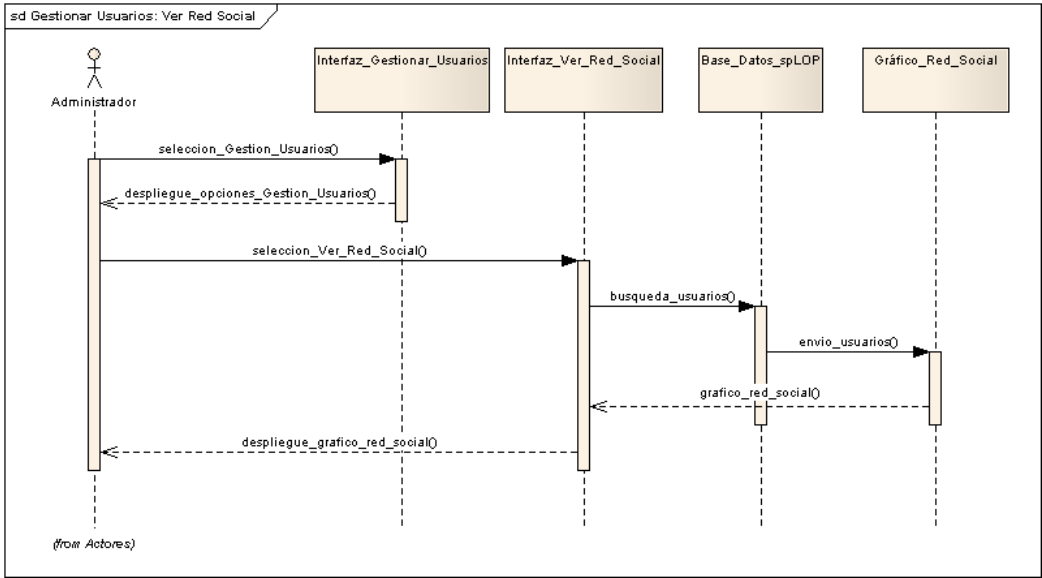 sd Gestionar Usuarios: Ver Red Social
Administrador
Interfaz_Gestionar_Usuarios
Interfaz_Ver_Red_Social
Base_Datos_spLOP
Gráfico_Red_Social
seleccion_Gestion_Usuarios()
despliegue_opciones_Gestion_Usuarios()
seleccion_Ver_Red_Social()
busqueda_usuarios()
envio_usuarios()
grafico_red_social()
despliegue_grafico_red_social()
(from Actores)